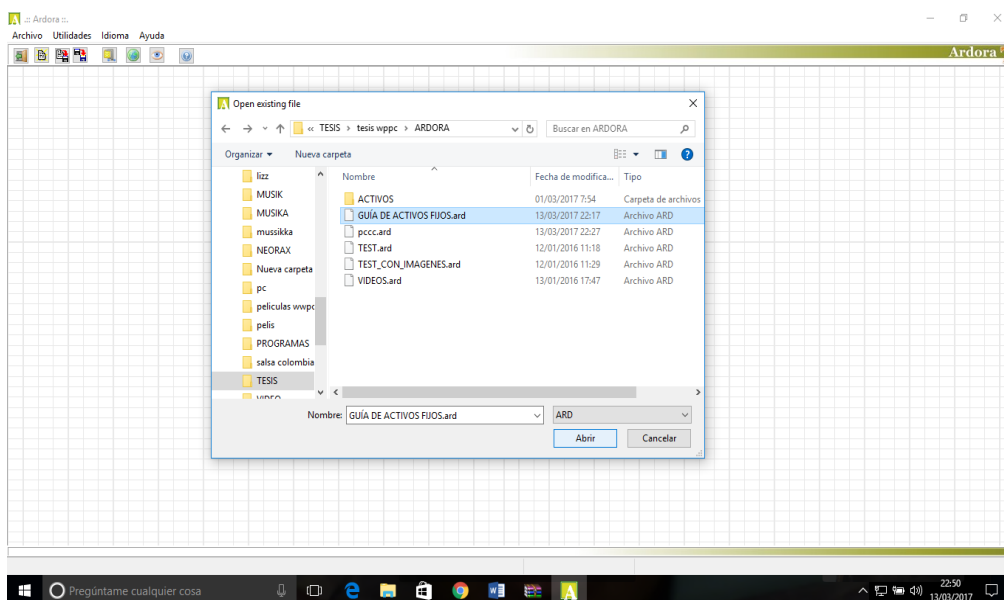 .:: Ardora ::.
Archivo Utilidades Idioma Ayuda
Ardora
Open existing file
« TESIS › tesis wppc › ARDORA
Buscar en ARDORA
Organizar Nueva carpeta
Nombre Fecha de modifica... Tipo
lizz
MUSIK
MUSIKA
mussikka
NEORAX
Nueva carpeta
pc
peliculas wwpc
pelis
PROGRAMAS
salsa colombia
TESIS
VIDEO
ACTIVOS 01/03/2017 7:54 Carpeta de archivos
GUÍA DE ACTIVOS FIJOS.ard 13/03/2017 22:17 Archivo ARD
pccc.ard 13/03/2017 22:27 Archivo ARD
TEST.ard 12/01/2016 11:18 Archivo ARD
TEST_CON_IMAGENES.ard 12/01/2016 11:29 Archivo ARD
VIDEOS.ard 13/01/2016 17:47 Archivo ARD
Nombre: GUÍA DE ACTIVOS FIJOS.ard ARD
Abrir Cancelar
Pregúntame cualquier cosa
22:50
13/03/2017